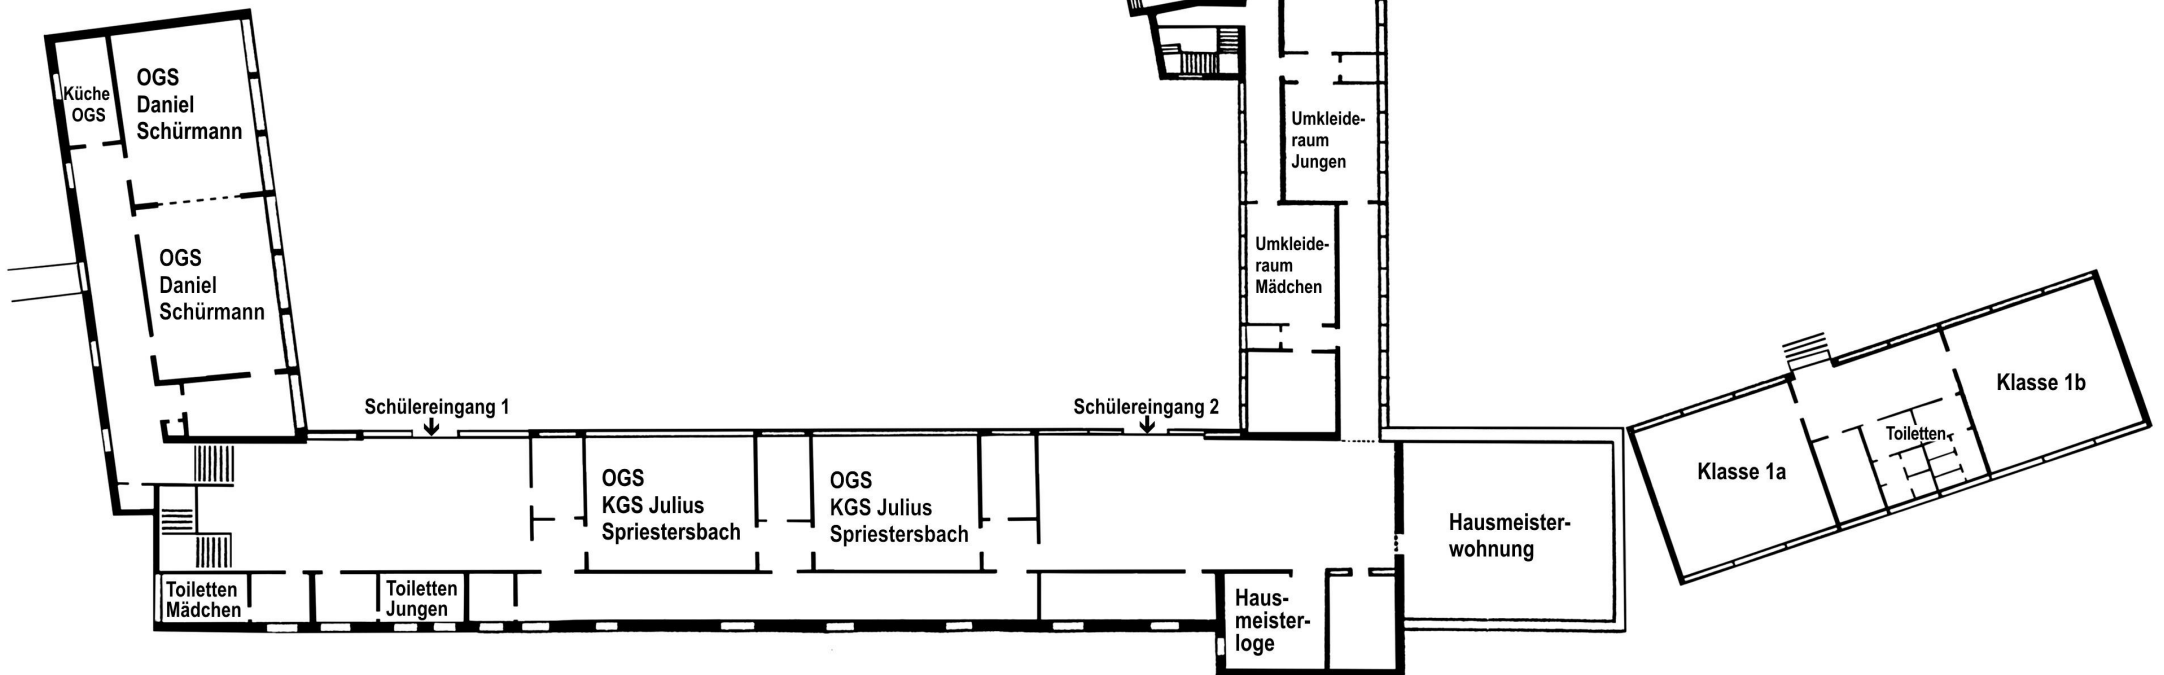 Küche
OGS
OGS
Daniel
Schürmann
OGS
Daniel
Schürmann
Umkleide-
raum
Jungen
Umkleide-
raum
Mädchen
Schülereingang 1
Schülereingang 2
OGS
KGS Julius
Spriestersbach
OGS
KGS Julius
Spriestersbach
Toiletten
Mädchen
Toiletten
Jungen
Haus-
meister-
loge
Hausmeister-
wohnung
Klasse 1a
Toiletten
Klasse 1b